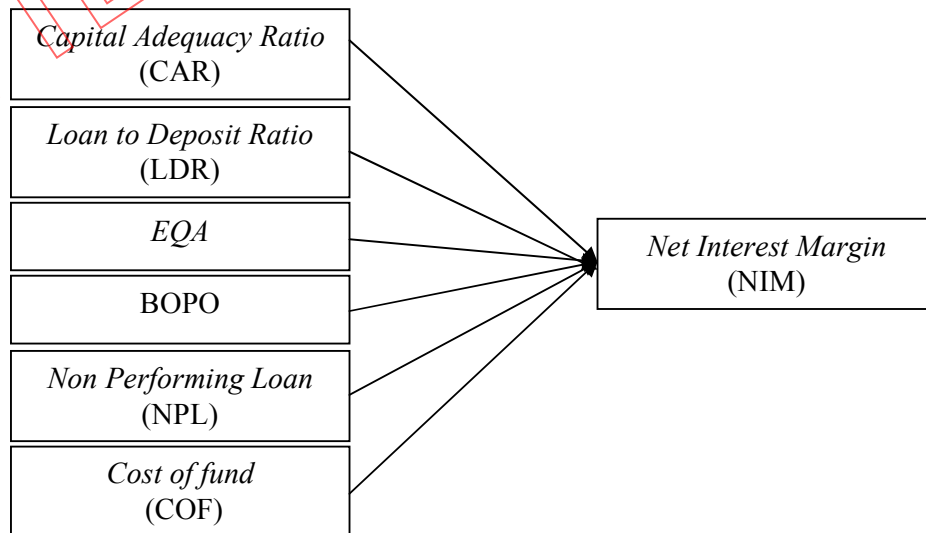 Capital Adequacy Ratio
(CAR)
Loan to Deposit Ratio
(LDR)
EQA
BOPO
Non Performing Loan
(NPL)
Cost of fund
(COF)
Net Interest Margin
(NIM)